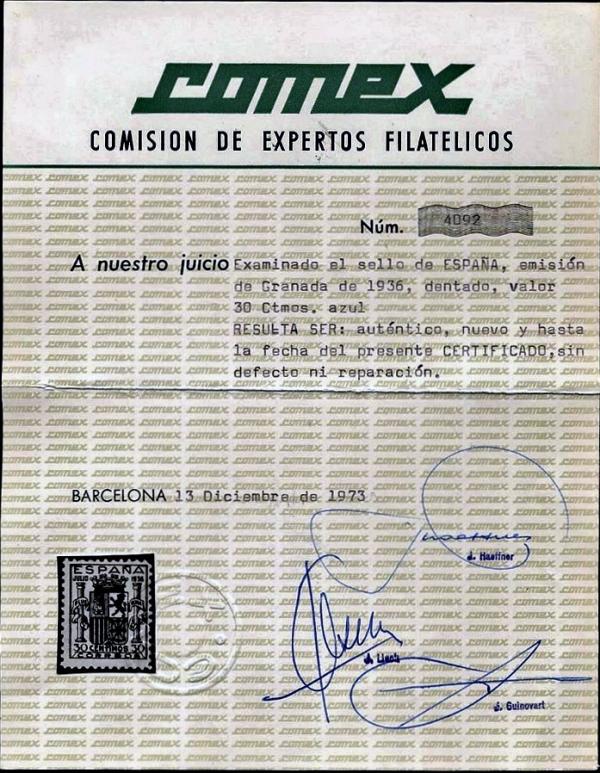 comex
COMISION DE EXPERTOS FILATELICOS
Núm. 4092
A nuestro juicio Examinado el sello de ESPAÑA, emisión
de Granada de 1936, dentado, valor
30 Ctmos. azul
RESULTA SER: auténtico, nuevo y hasta
la fecha del presente CERTIFICADO,sin
defecto ni reparación.
BARCELONA 13 Diciembre de 1973
J. Haeffner
J. Lluch
J. Guinovart
ESPAÑA
JULIO 1936
30 CENTIMOS 30
CORREOS